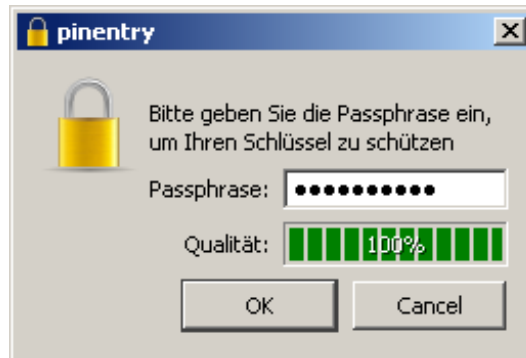 pinentry
Bitte geben Sie die Passphrase ein,
um Ihren Schlüssel zu schützen
Passphrase: ••••••••••
Qualität: 100%
OK Cancel